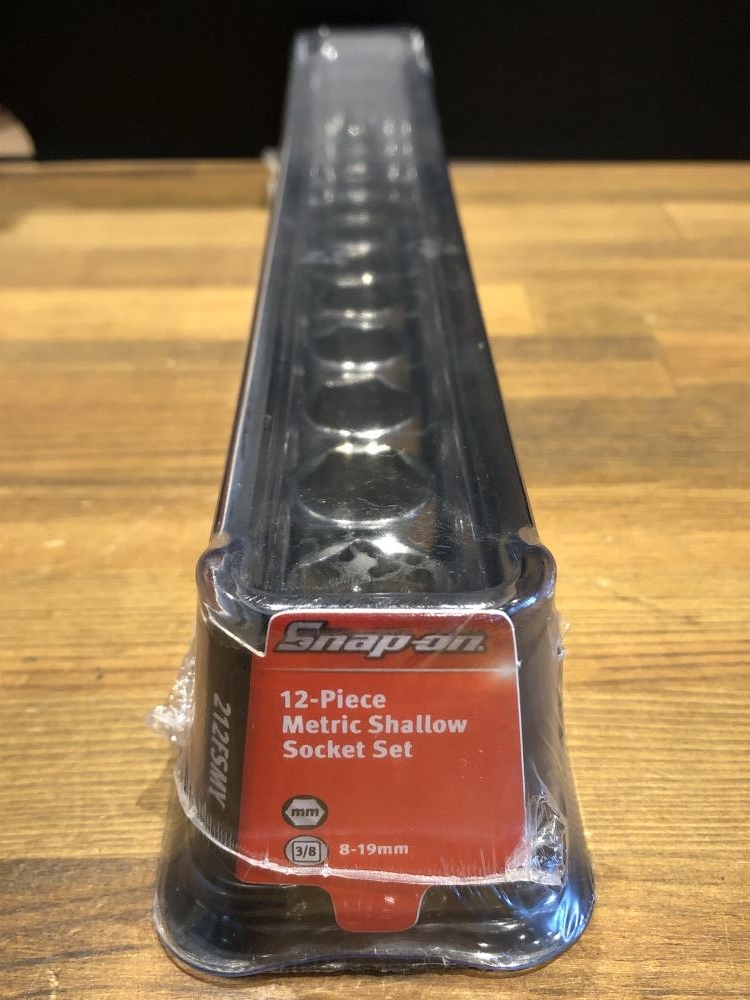 Snap-on
12-Piece
Metric Shallow
Socket Set
mm
3/8 8-19mm
212FSMY